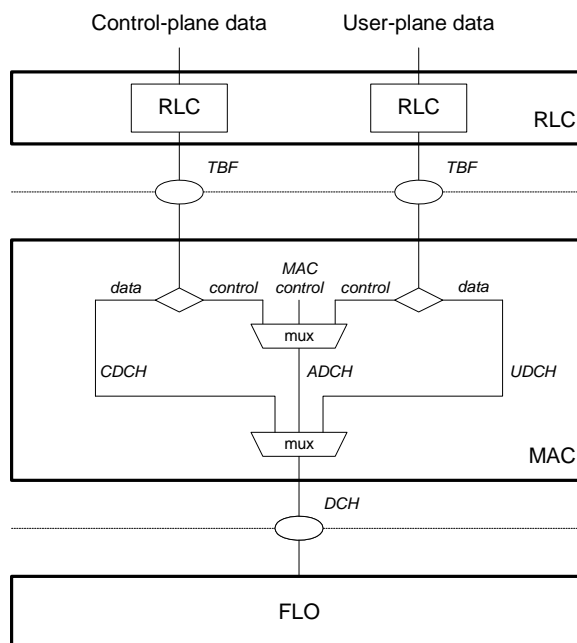 Control-plane data
User-plane data
RLC
RLC
RLC
TBF
TBF
MAC
data
control
control
control
data
mux
CDCH
ADCH
UDCH
mux
MAC
DCH
FLO